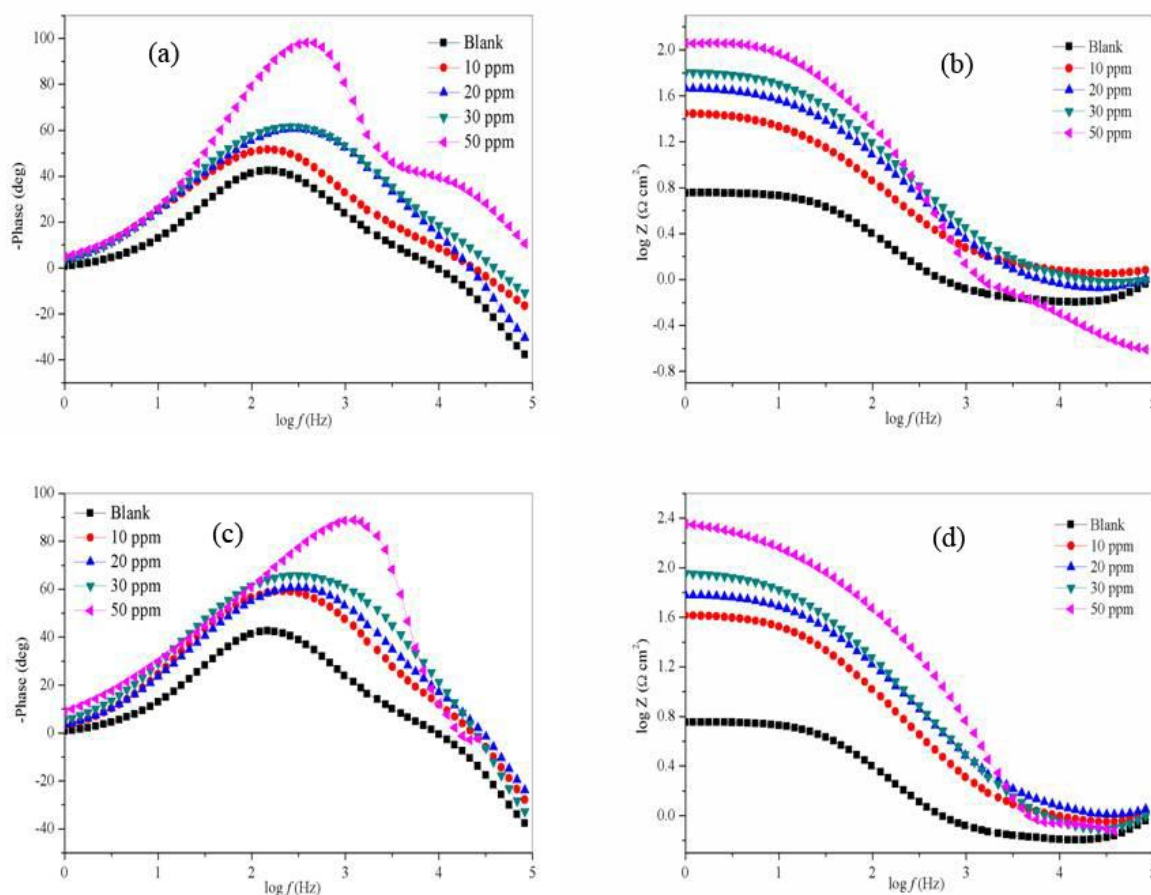 (a)
Blank
10 ppm
20 ppm
30 ppm
50 ppm
100
80
60
40
20
0
-20
-40
-Phase (deg)
0 1 2 3 4 5
log f (Hz)
(b)
Blank
10 ppm
20 ppm
30 ppm
50 ppm
2.0
1.6
1.2
0.8
0.4
0.0
-0.4
-0.8
log Z (Ω cm²)
0 1 2 3 4 5
log f (Hz)
(c)
Blank
10 ppm
20 ppm
30 ppm
50 ppm
100
80
60
40
20
0
-20
-40
-Phase (deg)
0 1 2 3 4 5
log f (Hz)
(d)
Blank
10 ppm
20 ppm
30 ppm
50 ppm
2.4
2.0
1.6
1.2
0.8
0.4
0.0
log Z (Ω cm²)
0 1 2 3 4 5
log f (Hz)